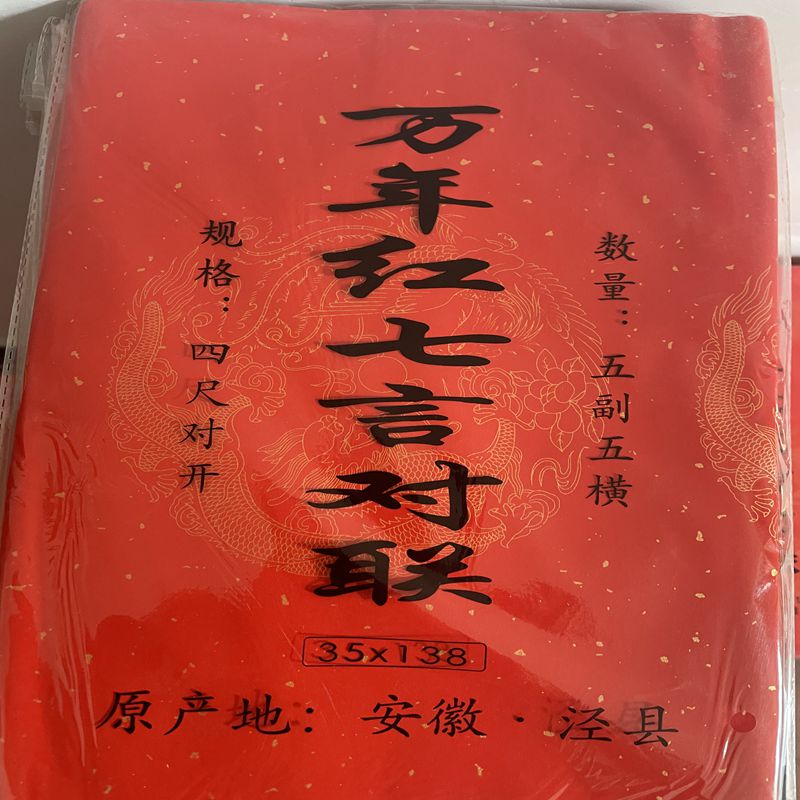 万年红七言对联
数量：五副五横
规格：四尺对开
35x138
原产地：安徽·泾县